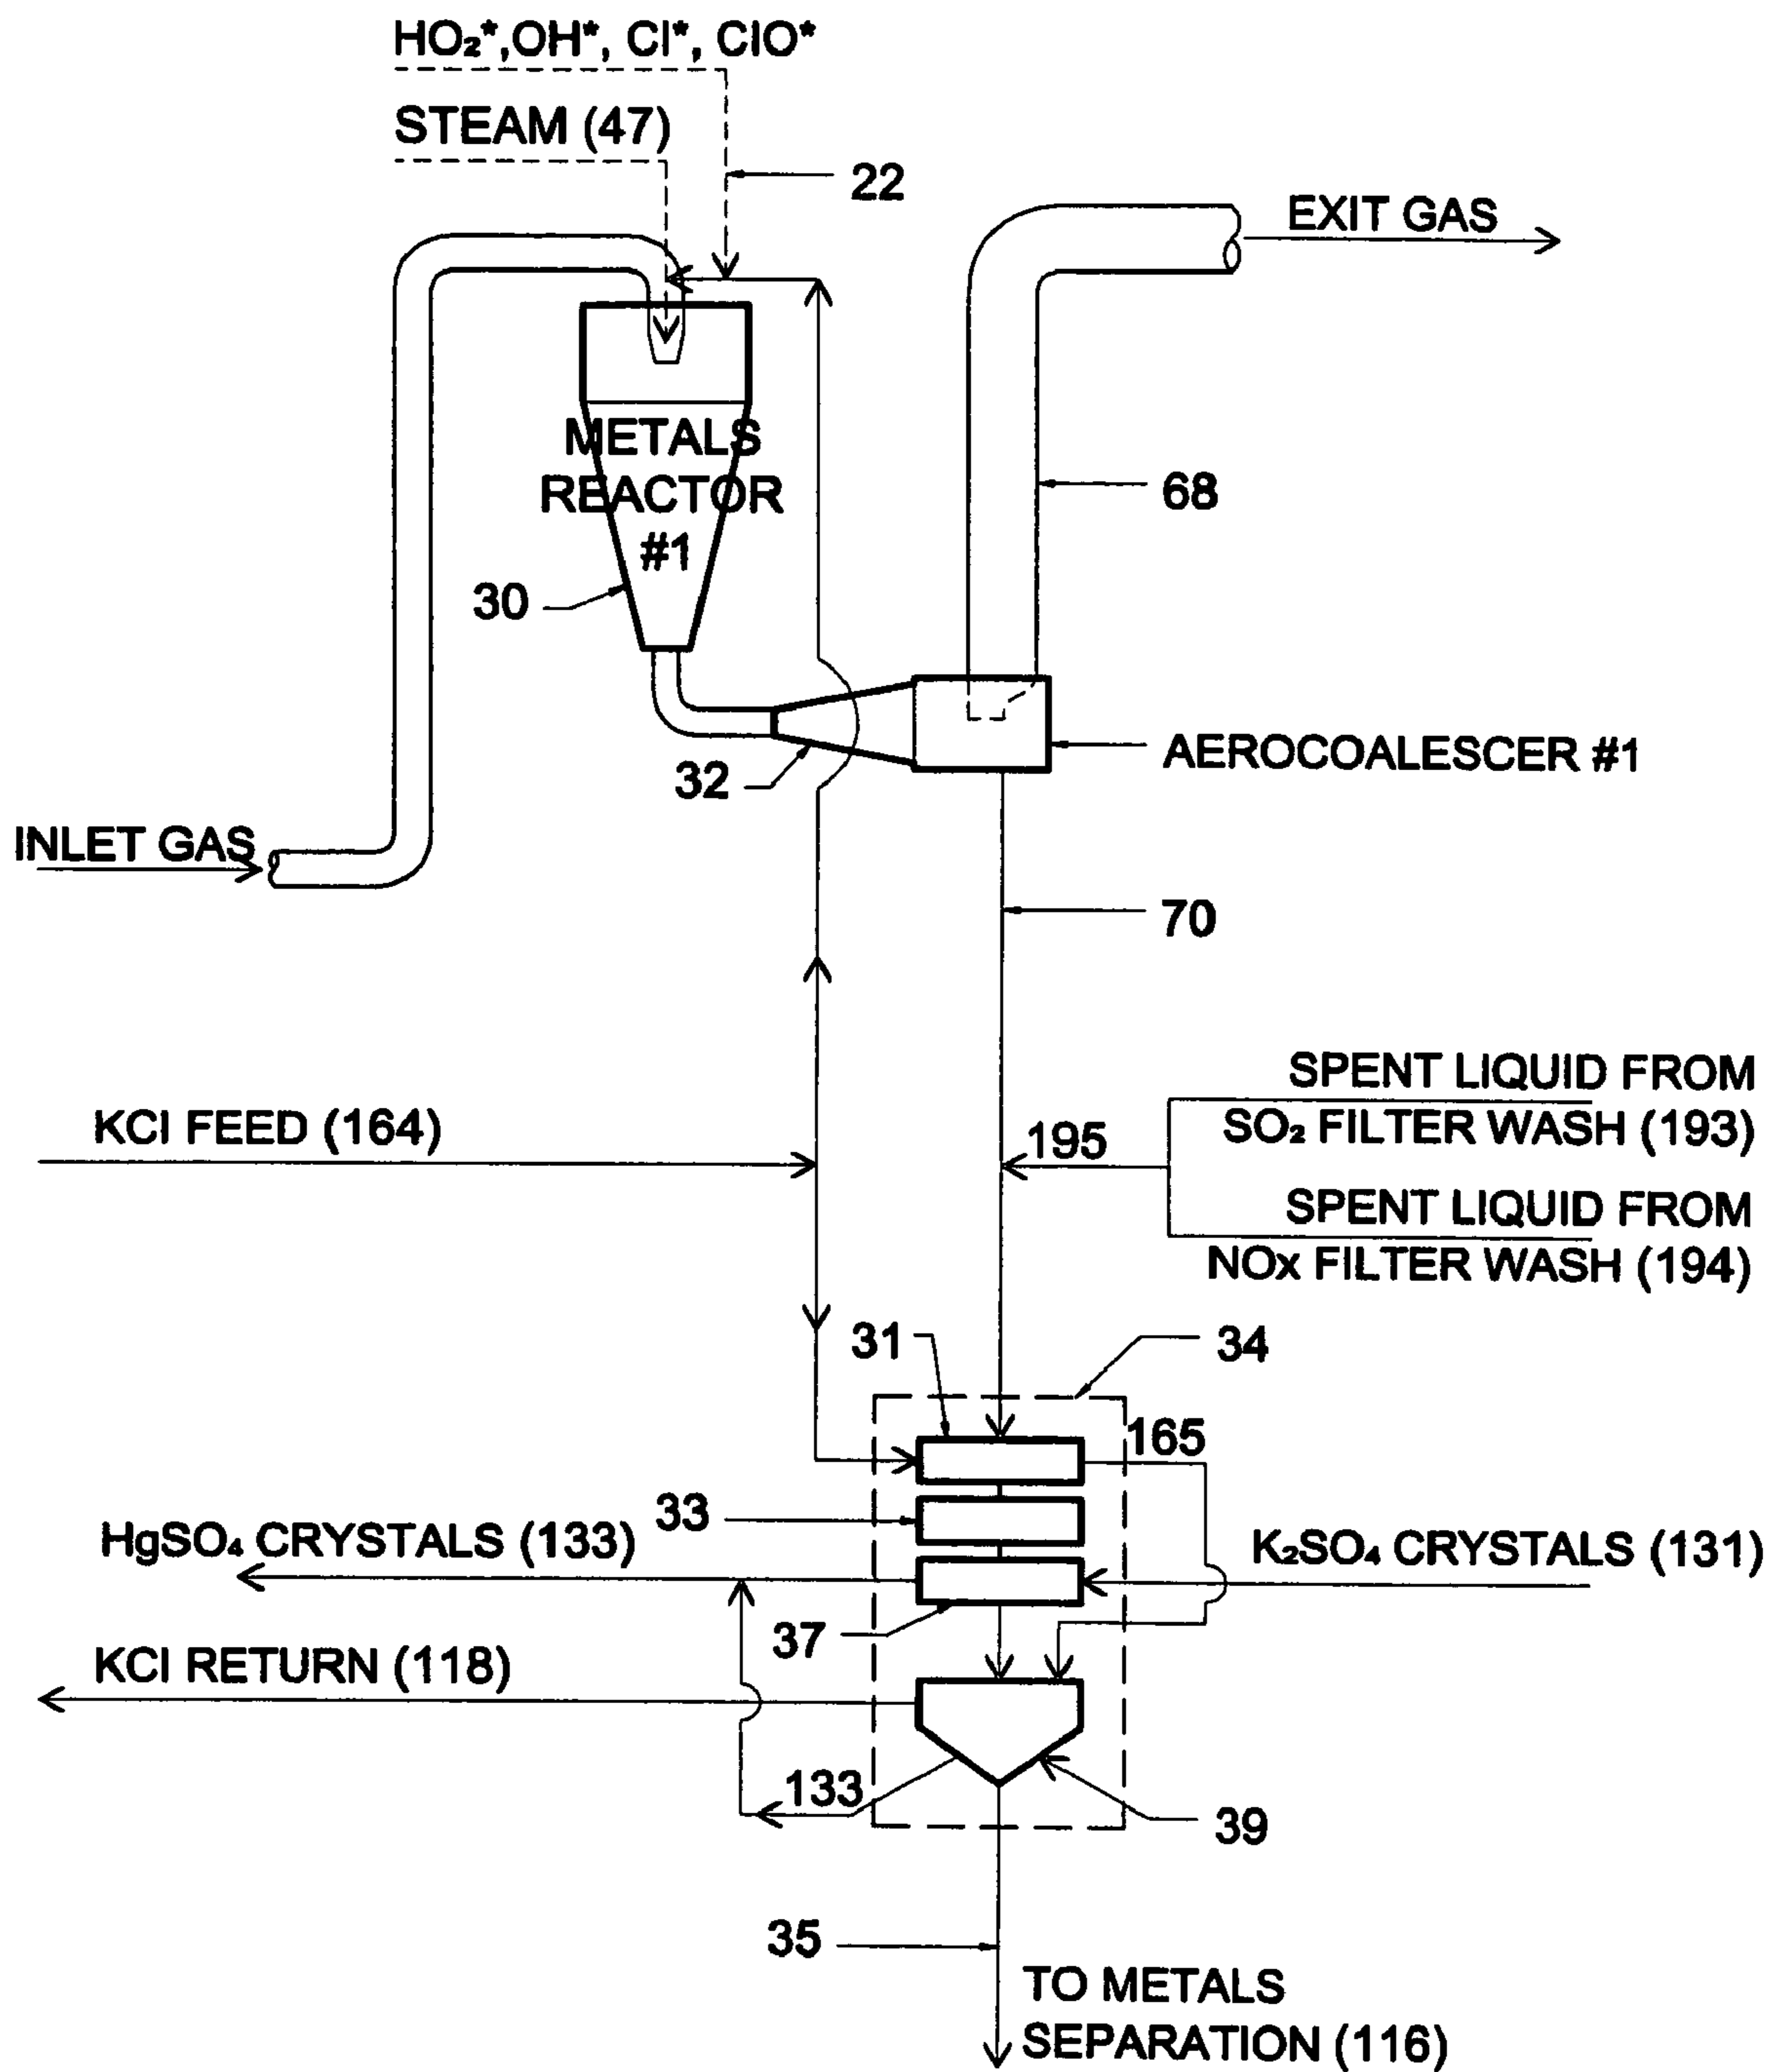 HO₂*,OH*, Cl*, ClO*
STEAM (47)
22
EXIT GAS
METALS
REACTOR
#1
68
30
AEROCOALESCER #1
32
INLET GAS
70
SPENT LIQUID FROM
SO₂ FILTER WASH (193)
KCl FEED (164)
195
SPENT LIQUID FROM
NOx FILTER WASH (194)
31
34
165
33
HgSO₄ CRYSTALS (133)
K₂SO₄ CRYSTALS (131)
37
KCl RETURN (118)
133
39
35
TO METALS
SEPARATION (116)